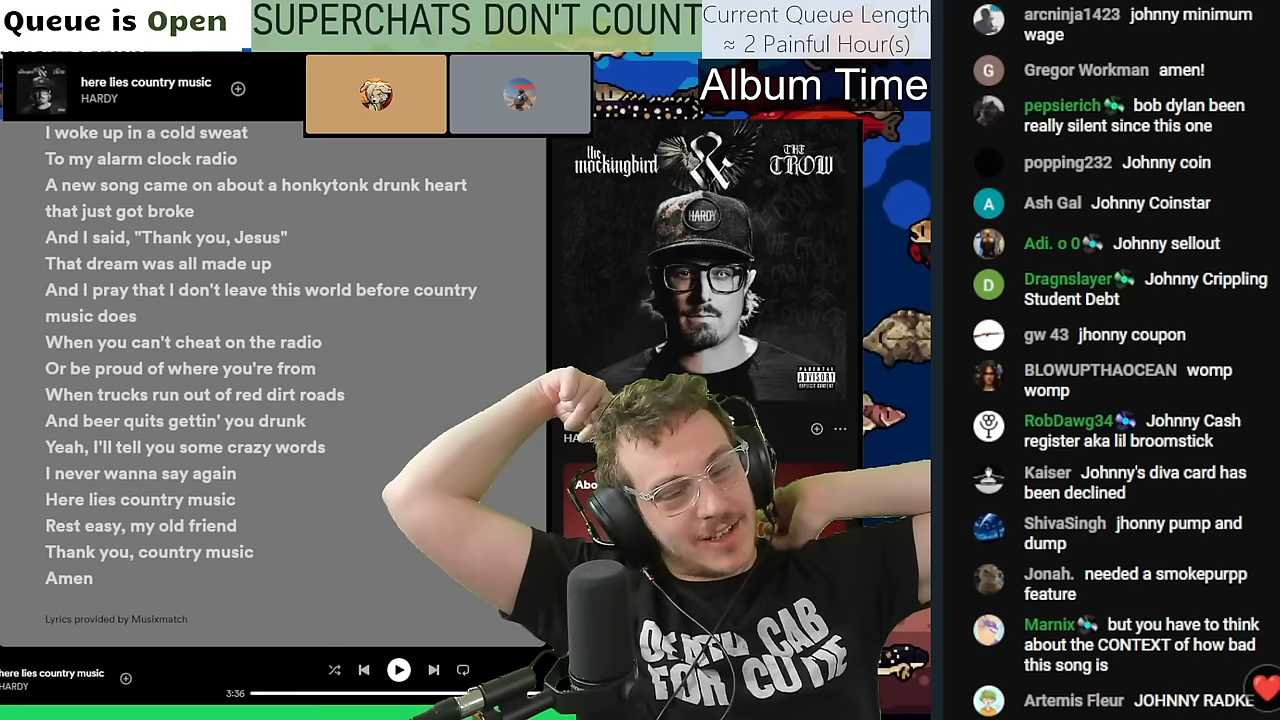 Queue is Open
SUPERCHATS DON'T COUNT
Current Queue Length
≈ 2 Painful Hour(s)
Album Time
here lies country music
HARDY
I woke up in a cold sweat
To my alarm clock radio
A new song came on about a honkytonk drunk heart
that just got broke
And I said, "Thank you, Jesus"
That dream was all made up
And I pray that I don't leave this world before country
music does
When you can't cheat on the radio
Or be proud of where you're from
When trucks run out of red dirt roads
And beer quits gettin' you drunk
Yeah, I'll tell you some crazy words
I never wanna say again
Here lies country music
Rest easy, my old friend
Thank you, country music
Amen
Lyrics provided by Musixmatch
here lies country music
HARDY
3:36
the mockingbird & THE CROW
HARDY
PARENTAL
ADVISORY
EXPLICIT CONTENT
HA
Abo
DEATH CAB
FOR CUTIE
arcninja1423 johnny minimum
wage
G
Gregor Workman amen!
pepsierich bob dylan been
really silent since this one
popping232 Johnny coin
A
Ash Gal Johnny Coinstar
Adi. o 0 Johnny sellout
D
Dragnslayer Johnny Crippling
Student Debt
gw 43 jhonny coupon
BLOWUPTHAOCEAN womp
womp
RobDawg34 Johnny Cash
register aka lil broomstick
Kaiser Johnny's diva card has
been declined
ShivaSingh jhonny pump and
dump
Jonah. needed a smokepurpp
feature
Marnix but you have to think
about the CONTEXT of how bad
this song is
Artemis Fleur JOHNNY RADKE